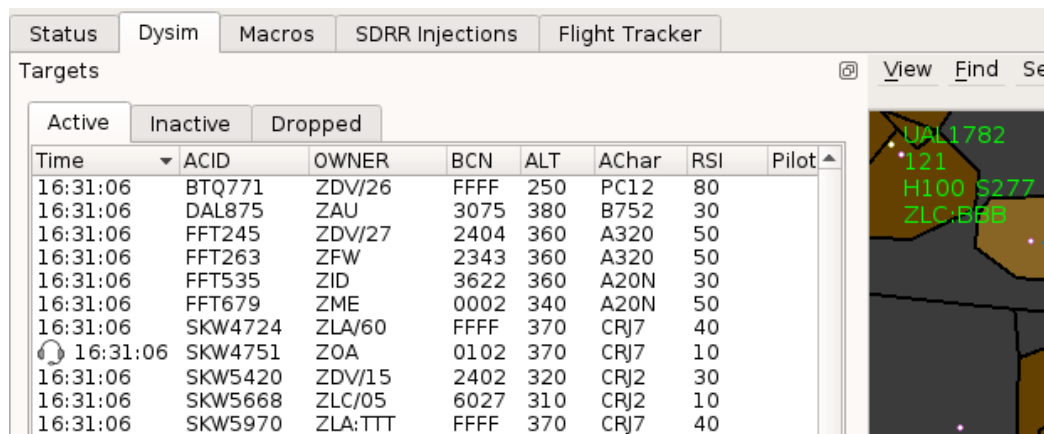 Status Dysim Macros SDRR Injections Flight Tracker
Targets
View Find Se
Active Inactive Dropped
Time ACID OWNER BCN ALT AChar RSI Pilot
16:31:06 BTQ771 ZDV/26 FFFF 250 PC12 80
16:31:06 DAL875 ZAU 3075 380 B752 30
16:31:06 FFT245 ZDV/27 2404 360 A320 50
16:31:06 FFT263 ZFW 2343 360 A320 50
16:31:06 FFT535 ZID 3622 360 A20N 30
16:31:06 FFT679 ZME 0002 340 A20N 50
16:31:06 SKW4724 ZLA/60 FFFF 370 CRJ7 40
16:31:06 SKW4751 ZOA 0102 370 CRJ7 10
16:31:06 SKW5420 ZDV/15 2402 320 CRJ2 30
16:31:06 SKW5668 ZLC/05 6027 310 CRJ2 10
16:31:06 SKW5970 ZLA:TTT FFFF 370 CRJ7 40
UAL1782
121
H100 S277
ZLC:BBB